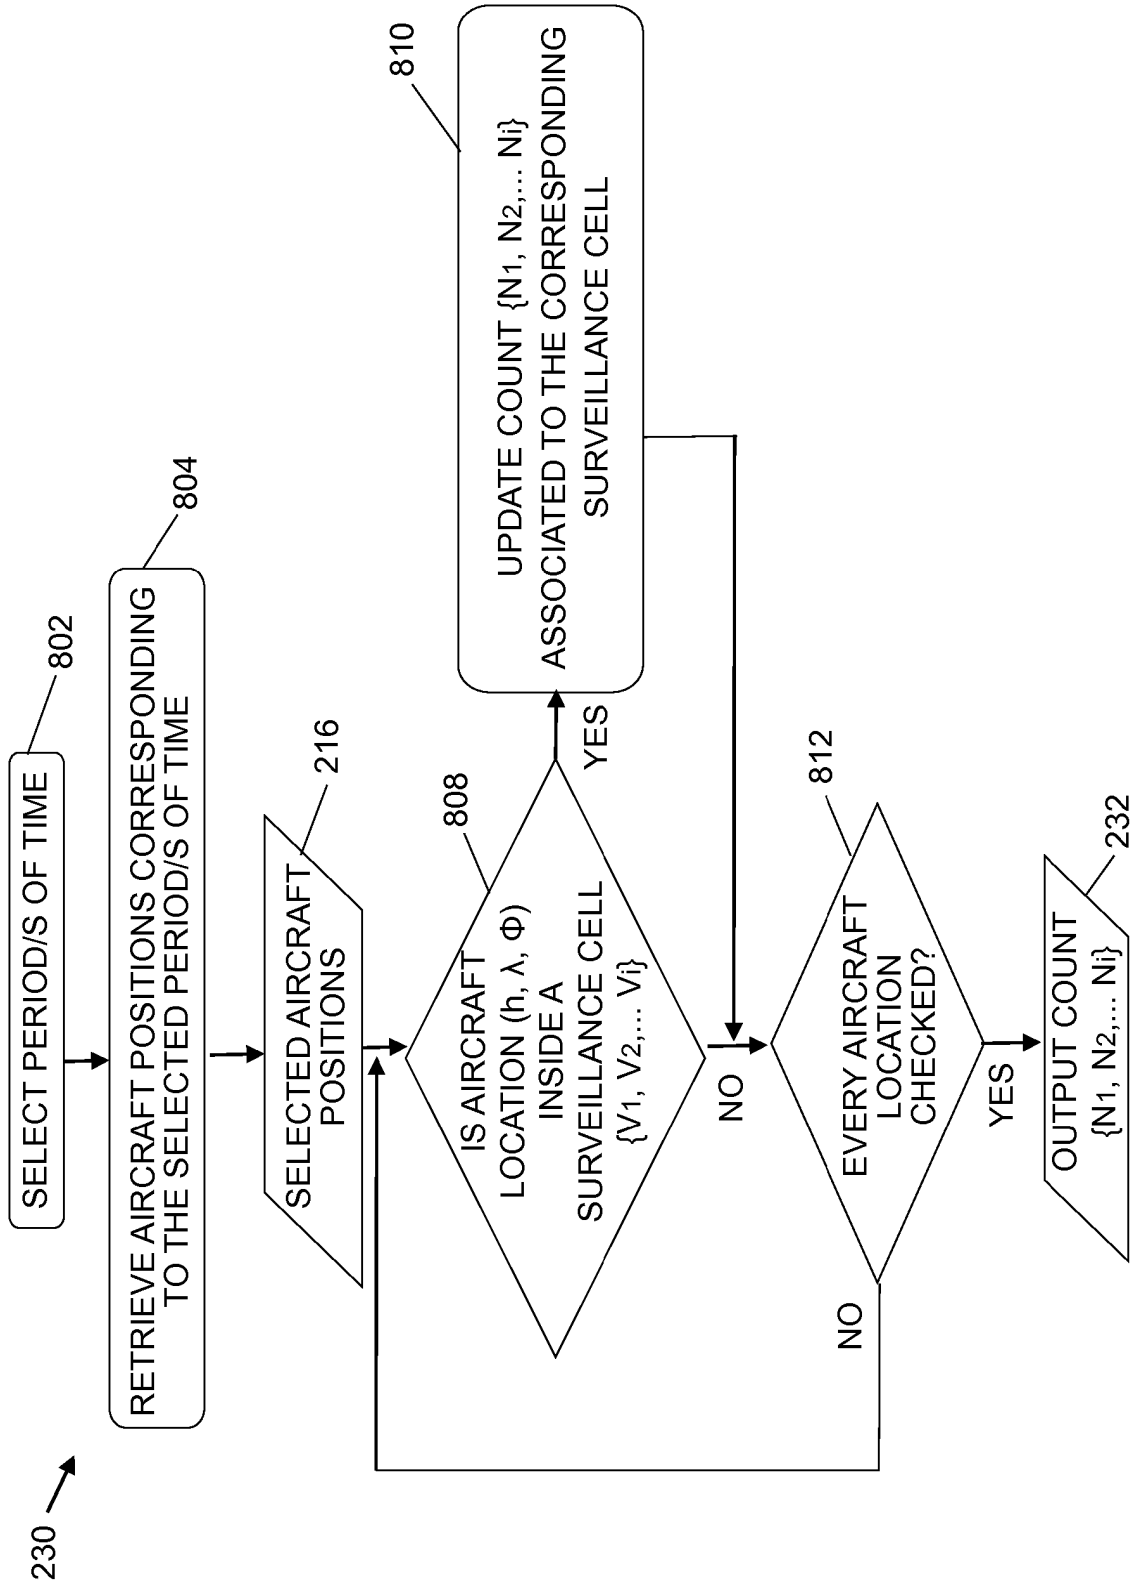 230
SELECT PERIOD/S OF TIME
802
RETRIEVE AIRCRAFT POSITIONS CORRESPONDING
TO THE SELECTED PERIOD/S OF TIME
804
SELECTED AIRCRAFT
POSITIONS
216
IS AIRCRAFT
LOCATION (h, λ, Φ)
INSIDE A
SURVEILLANCE CELL
{V1, V2,... Vi}
808
YES
UPDATE COUNT {N1, N2,... Ni}
ASSOCIATED TO THE CORRESPONDING
SURVEILLANCE CELL
810
NO
EVERY AIRCRAFT
LOCATION
CHECKED?
812
NO
YES
OUTPUT COUNT
{N1, N2,... Ni}
232